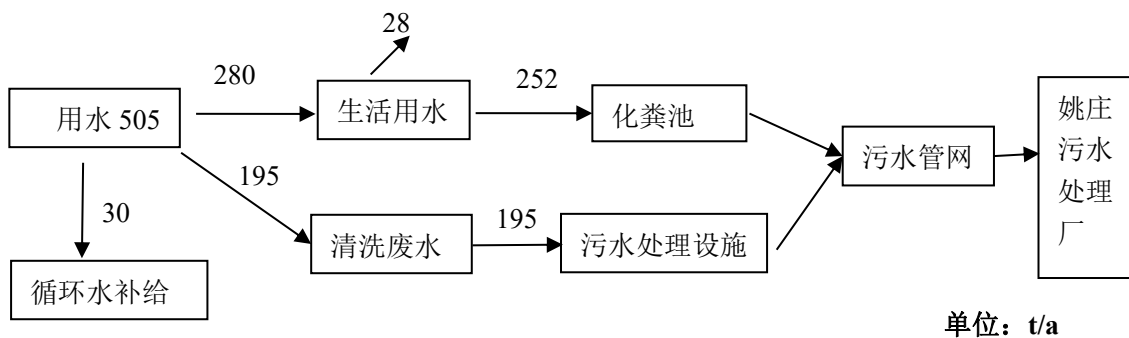 28
280
252
用水 505
生活用水
化粪池
姚庄
污水
处理
厂
污水管网
195
30
195
清洗废水
污水处理设施
循环水补给
单位：t/a